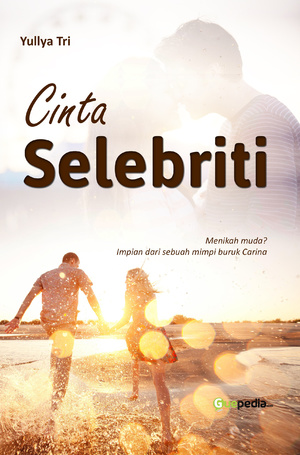 Yullya Tri
Cinta
Selebriti
Menikah muda?
Impian dari sebuah mimpi buruk Carina
Guepedia